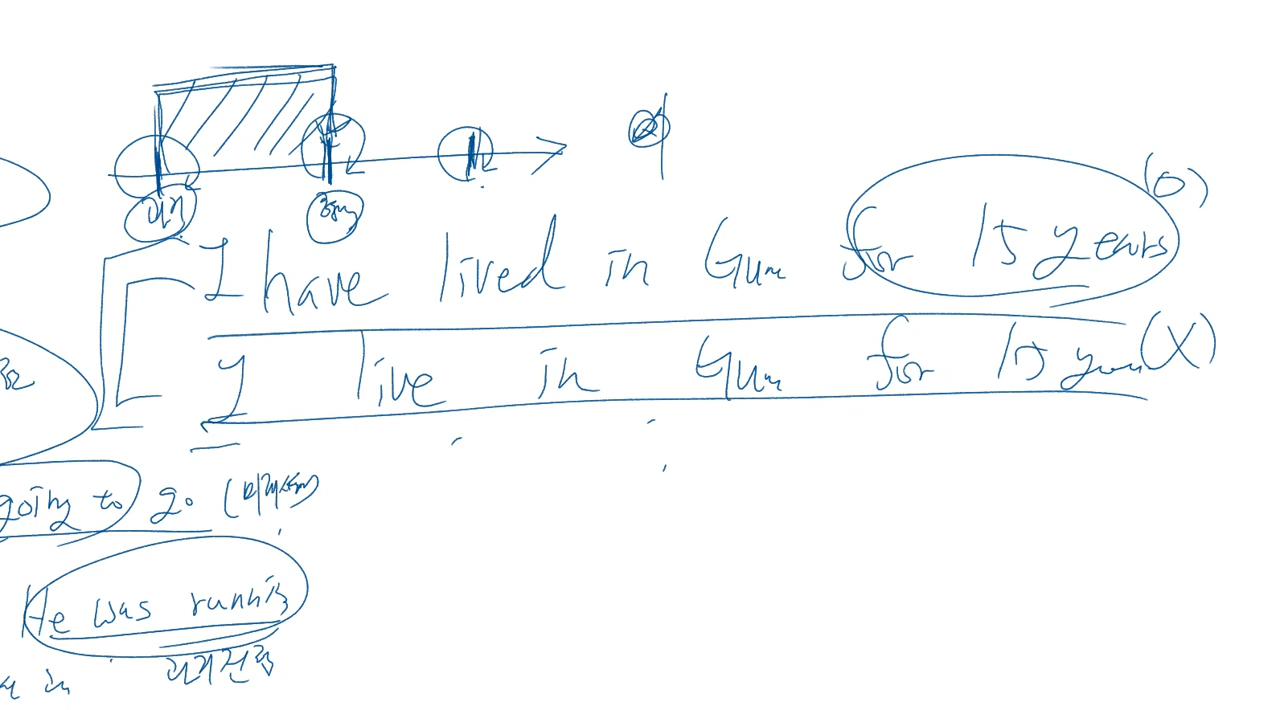 과거 현재
I have lived in Gum for 15 years (O)
I live in Gum for 15 years (X)
going to go (미래시제)
He was running
과거진행